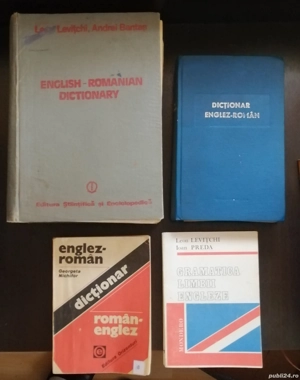 Leon Levițchi, Andrei Bantaș
ENGLISH - ROMANIAN
DICTIONARY
Editura Științifică și Enciclopedică
DICȚIONAR
ENGLEZ-ROMÂN
englez-
român
Georgeta
Nichifor
dicționar
român-
englez
Leon LEVIȚCHI
Ioan PREDA
GRAMATICA
LIMBII
ENGLEZE
publi24.ro